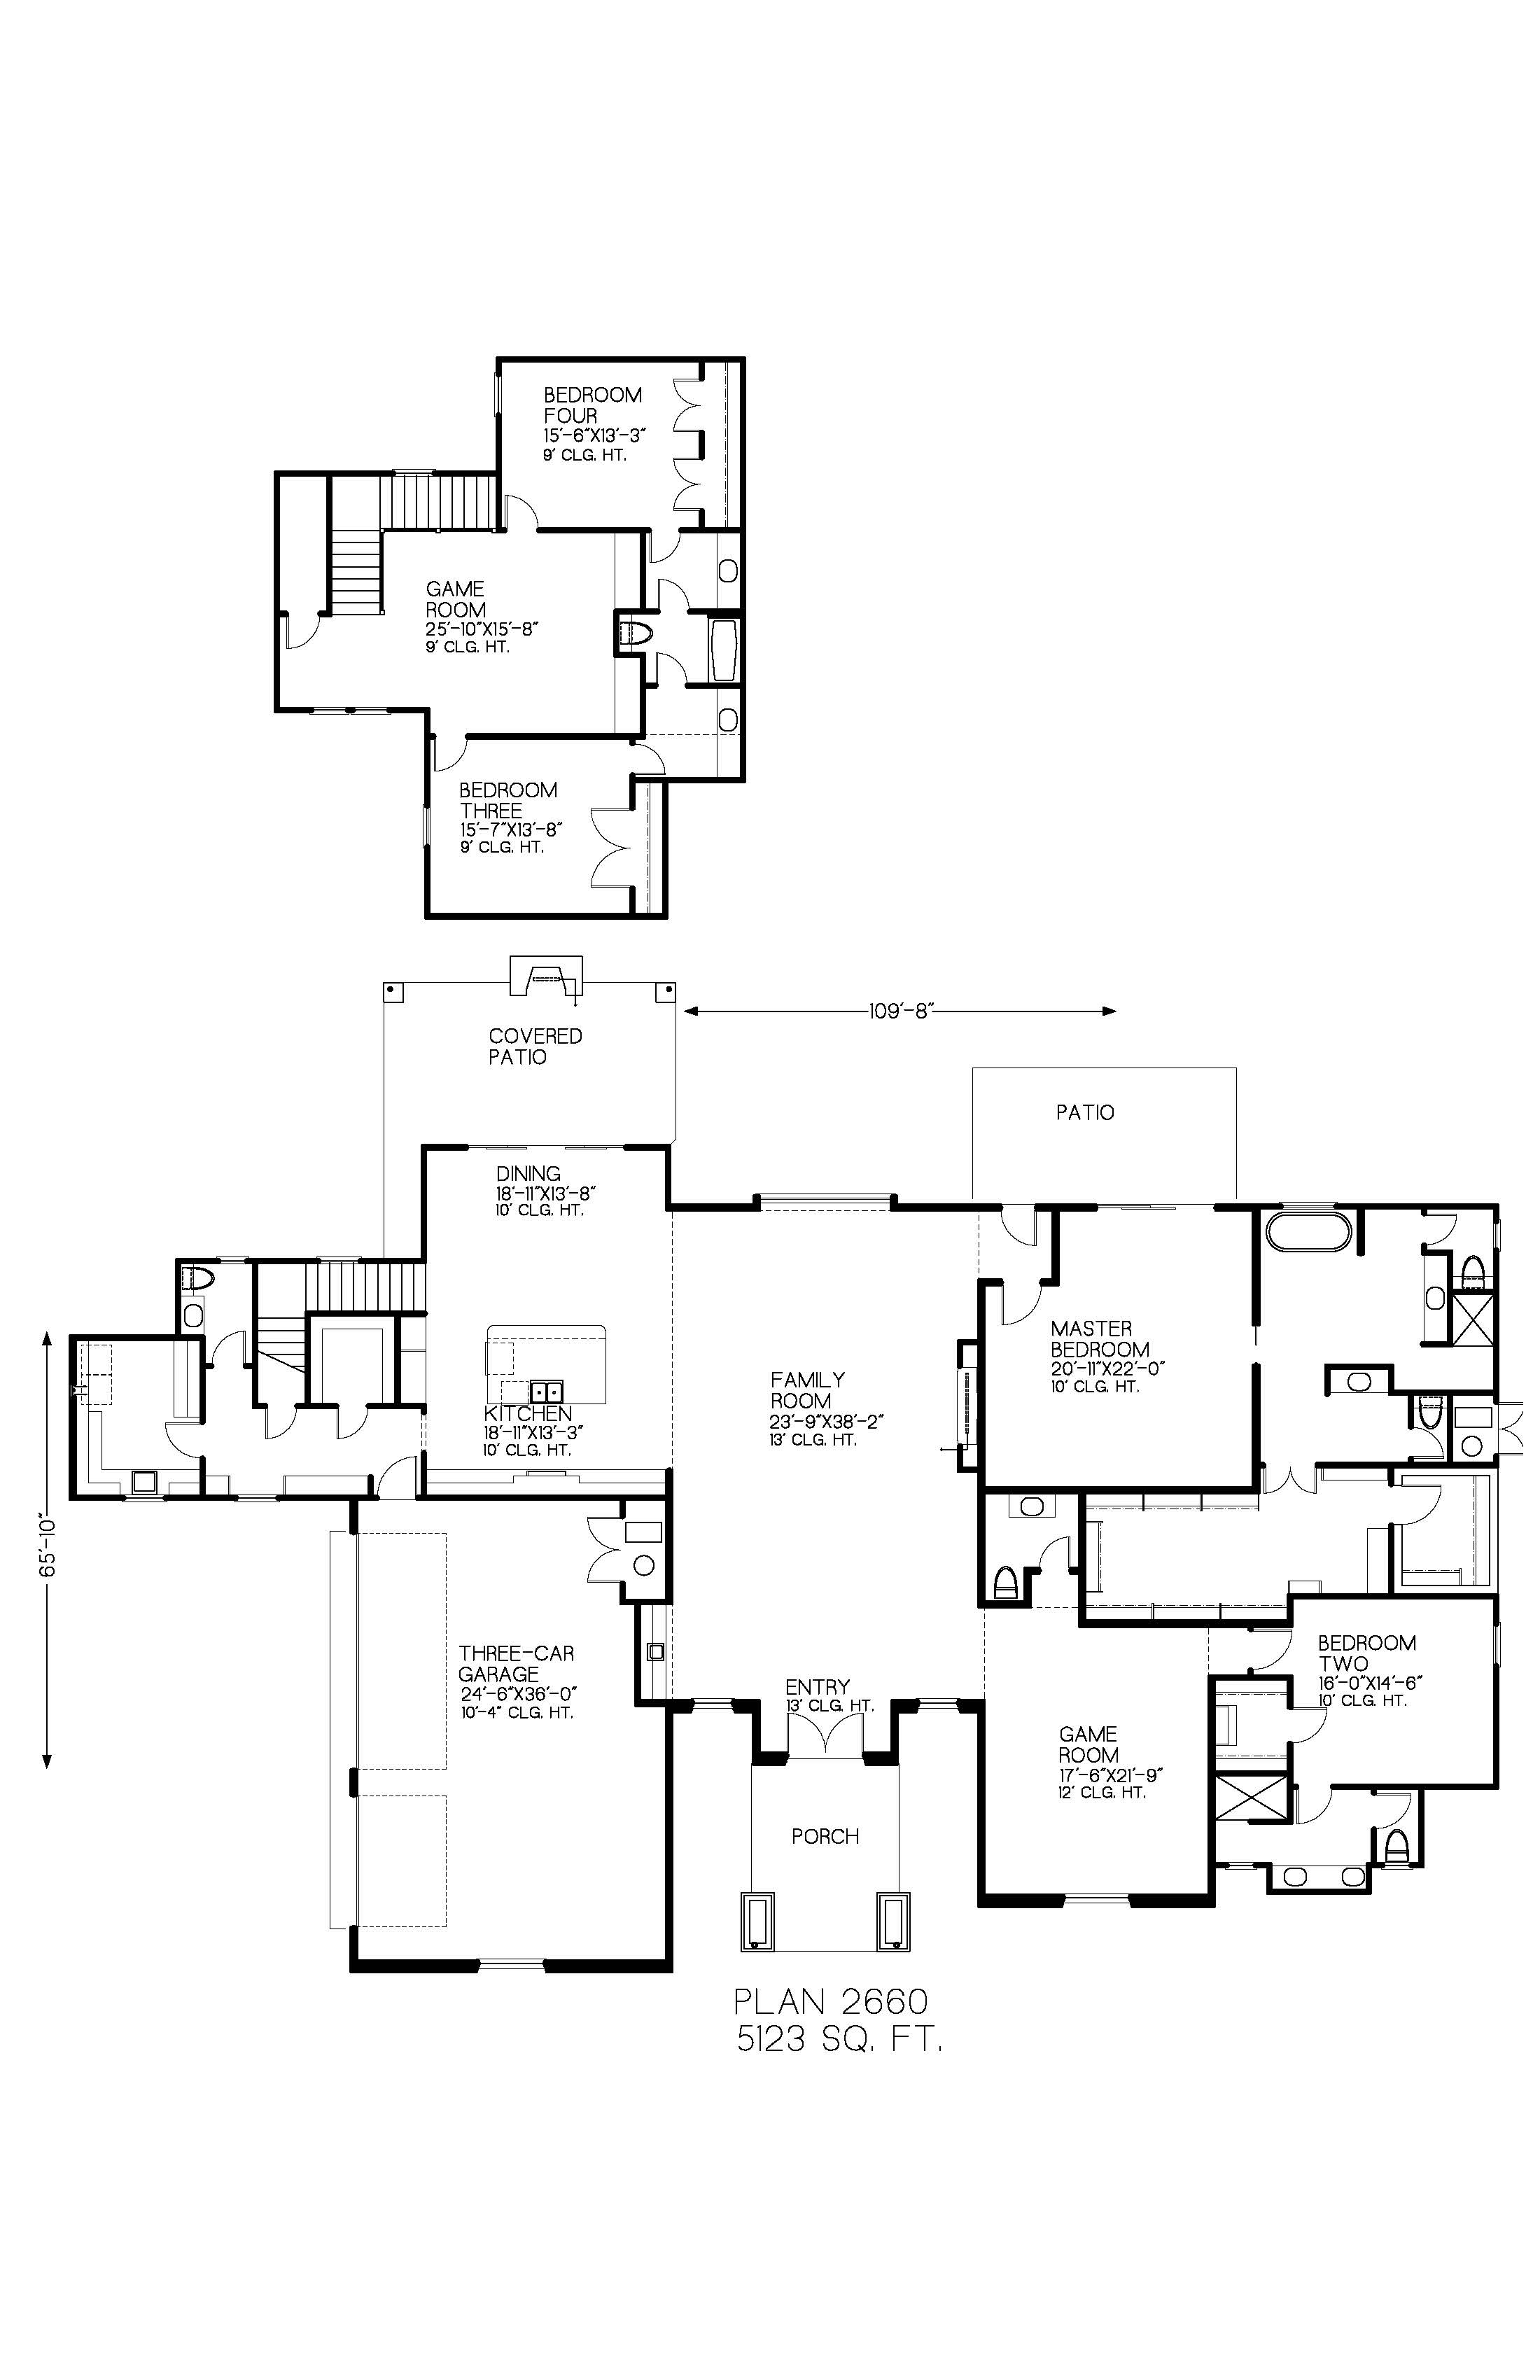 BEDROOM
FOUR
15'-6"X13'-3"
9' CLG. HT.
GAME
ROOM
25'-10"X15'-8"
9' CLG. HT.
BEDROOM
THREE
15'-7"X13'-8"
9' CLG. HT.
COVERED
PATIO
109'-8"
PATIO
DINING
18'-11"X13'-8"
10' CLG. HT.
MASTER
BEDROOM
20'-11"X22'-0"
10' CLG. HT.
FAMILY
ROOM
23'-9"X38'-2"
13' CLG. HT.
KITCHEN
18'-11"X13'-3"
10' CLG. HT.
65'-10"
THREE-CAR
GARAGE
24'-6"X36'-0"
10'-4" CLG. HT.
ENTRY
13' CLG. HT.
BEDROOM
TWO
16'-0"X14'-6"
10' CLG. HT.
GAME
ROOM
17'-6"X21'-9"
12' CLG. HT.
PORCH
PLAN 2660
5123 SQ. FT.